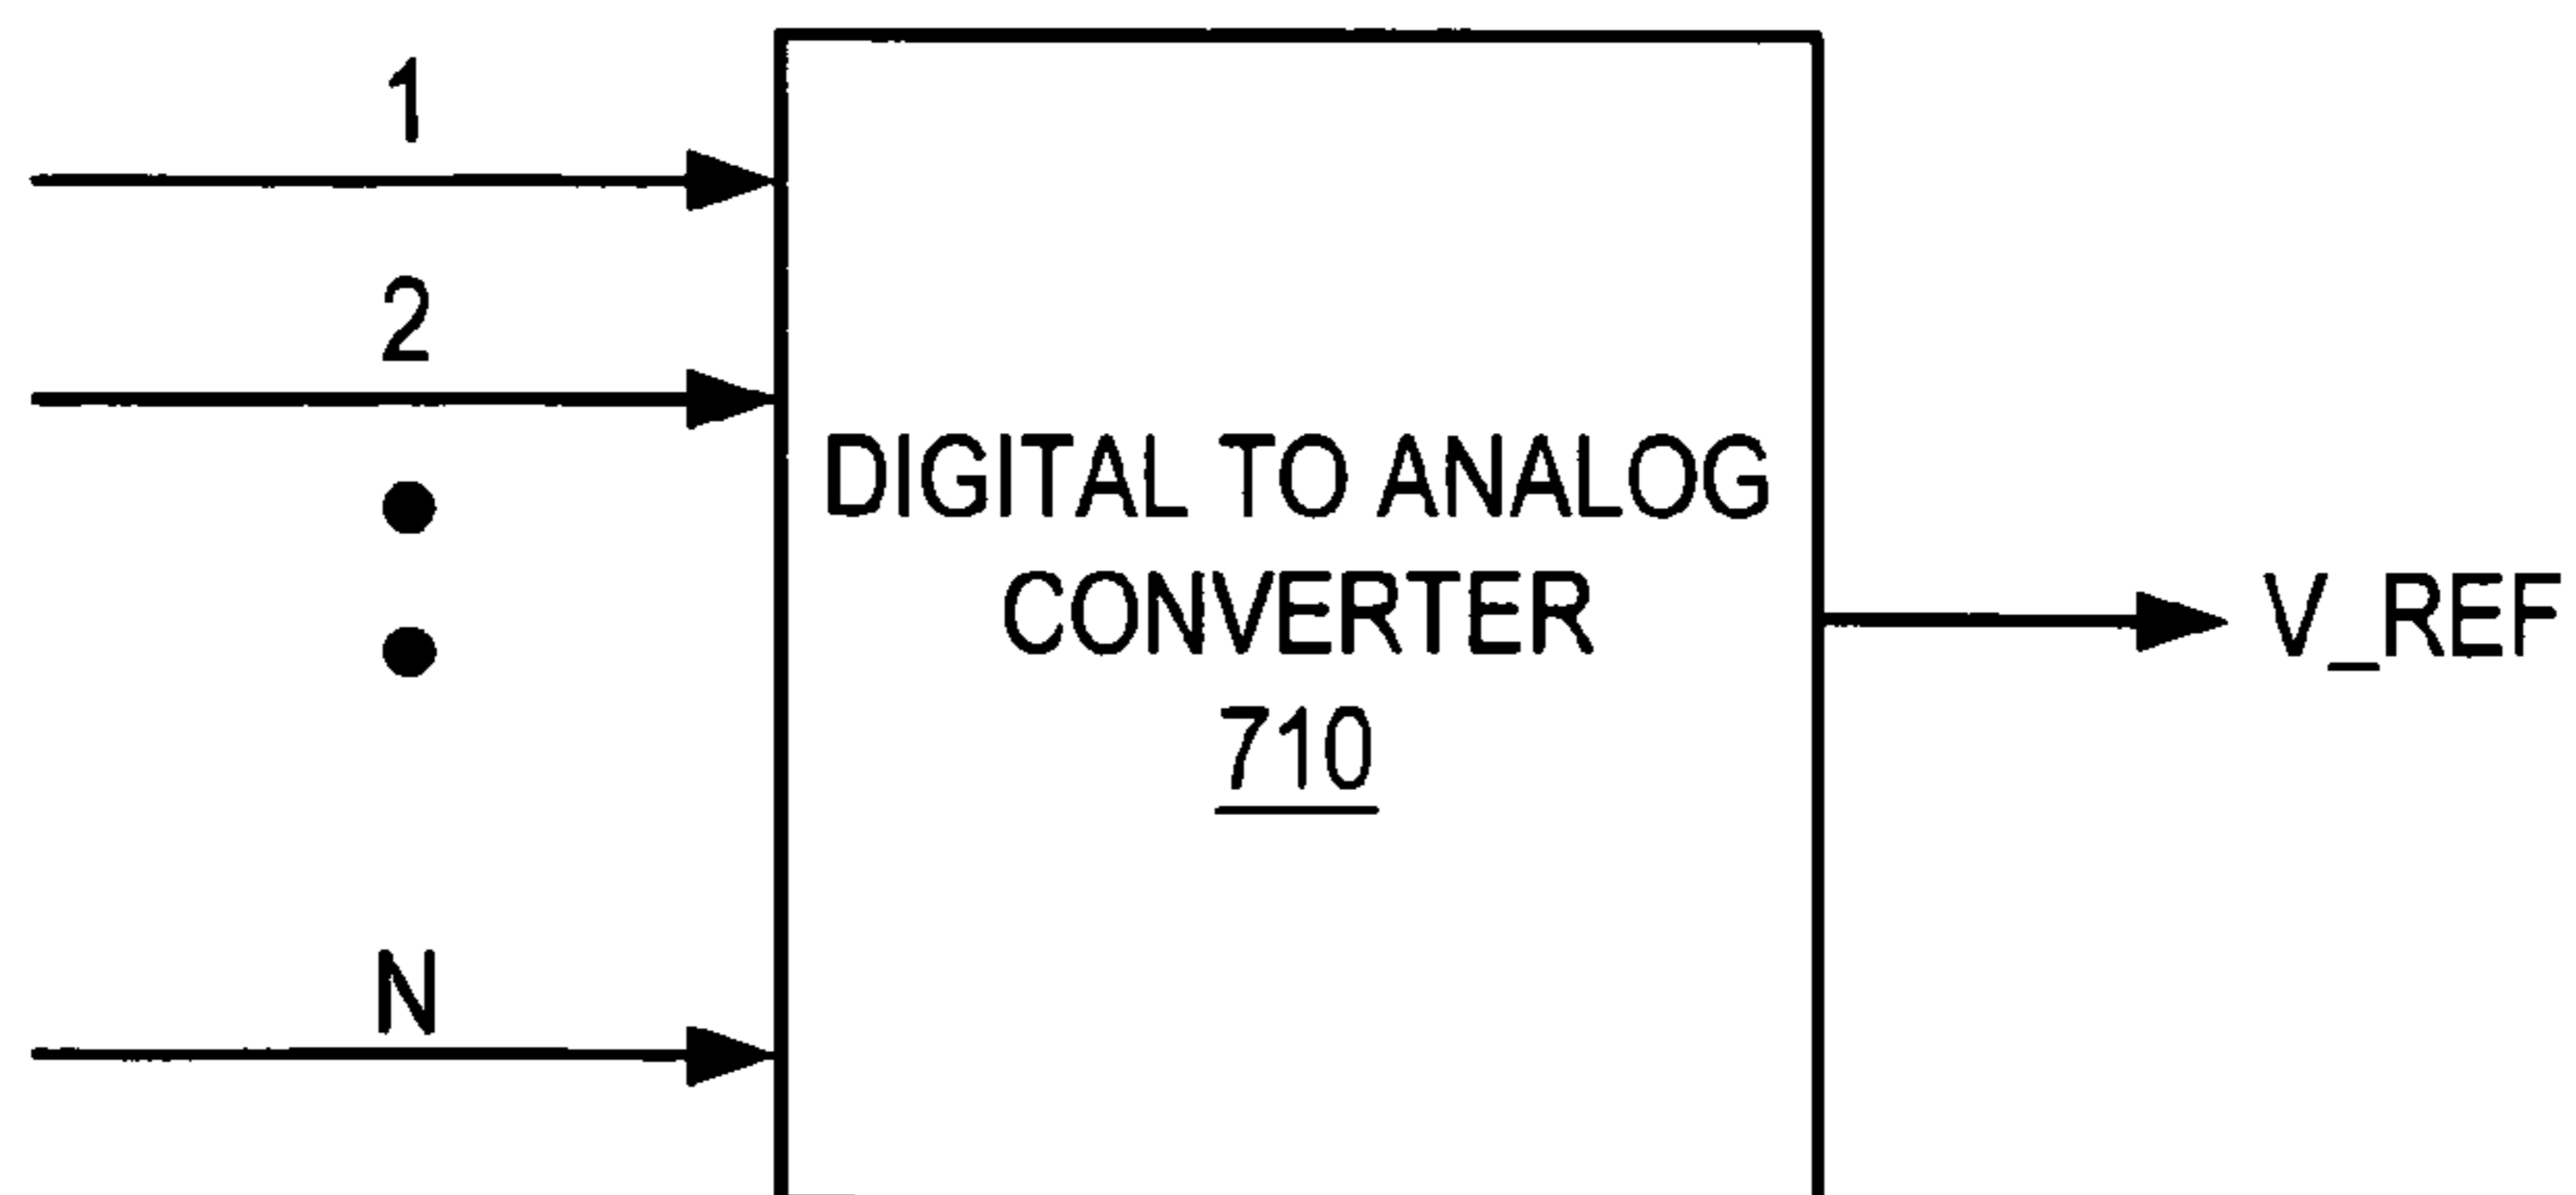 1
2
N
DIGITAL TO ANALOG
CONVERTER
710
V_REF